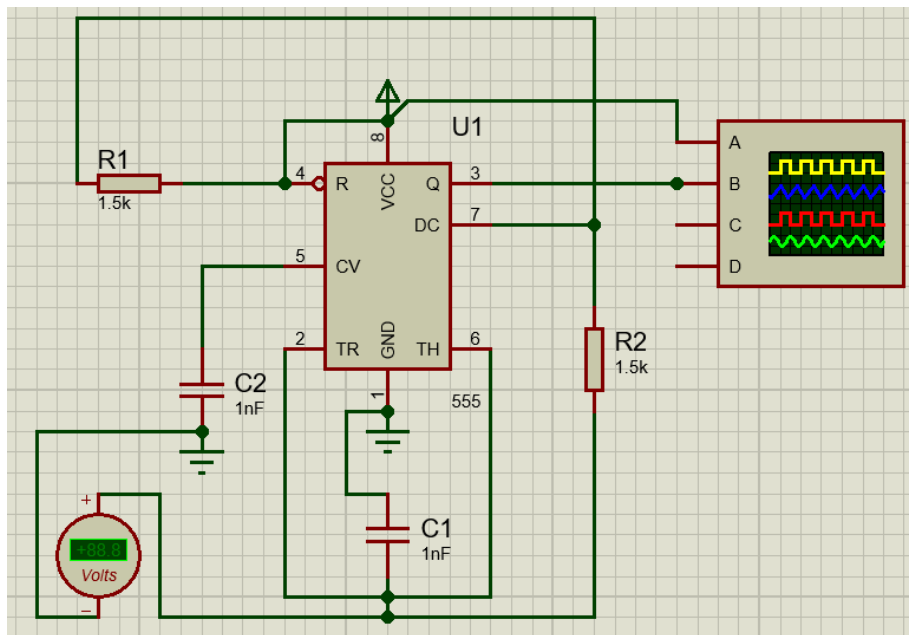 U1
R1
1.5k
4
R
8
VCC
Q
3
DC
7
5
CV
2
TR
GND
1
TH
6
555
A
B
C
D
R2
1.5k
C2
1nF
C1
1nF
+
+88.8
Volts
−